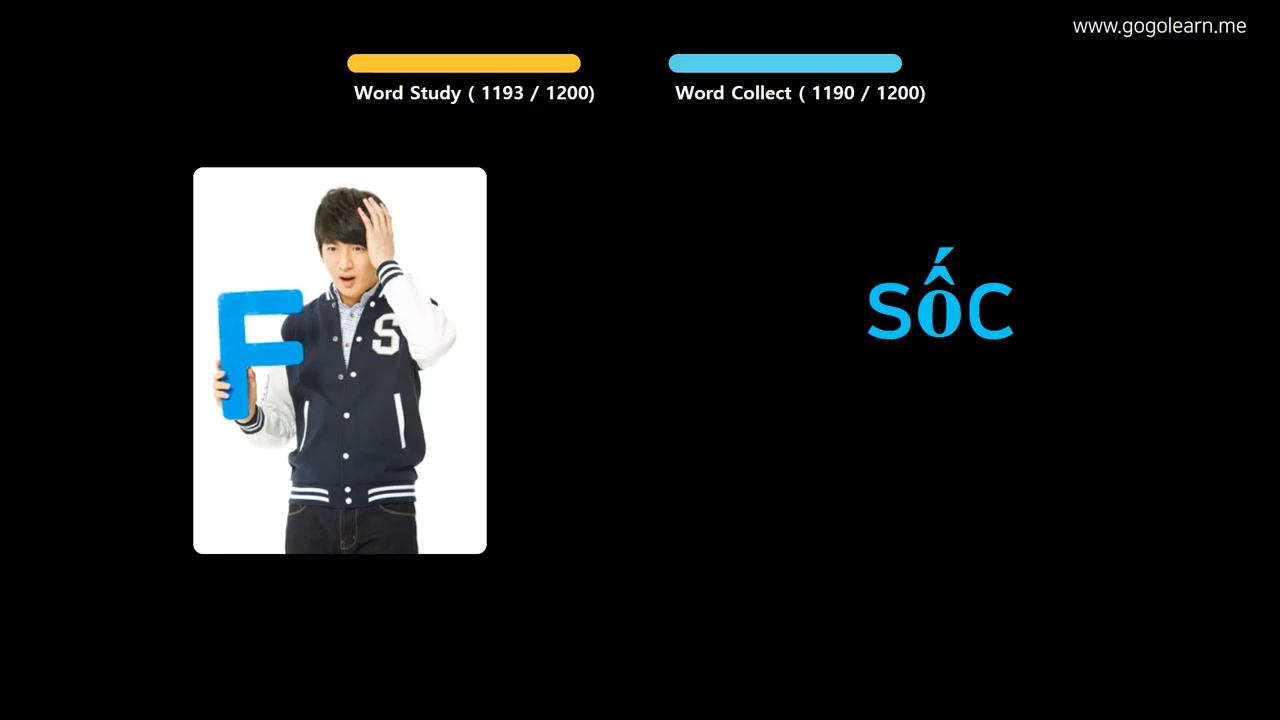 www.gogolearn.me
Word Study ( 1193 / 1200)
Word Collect ( 1190 / 1200)
F
S
sốc